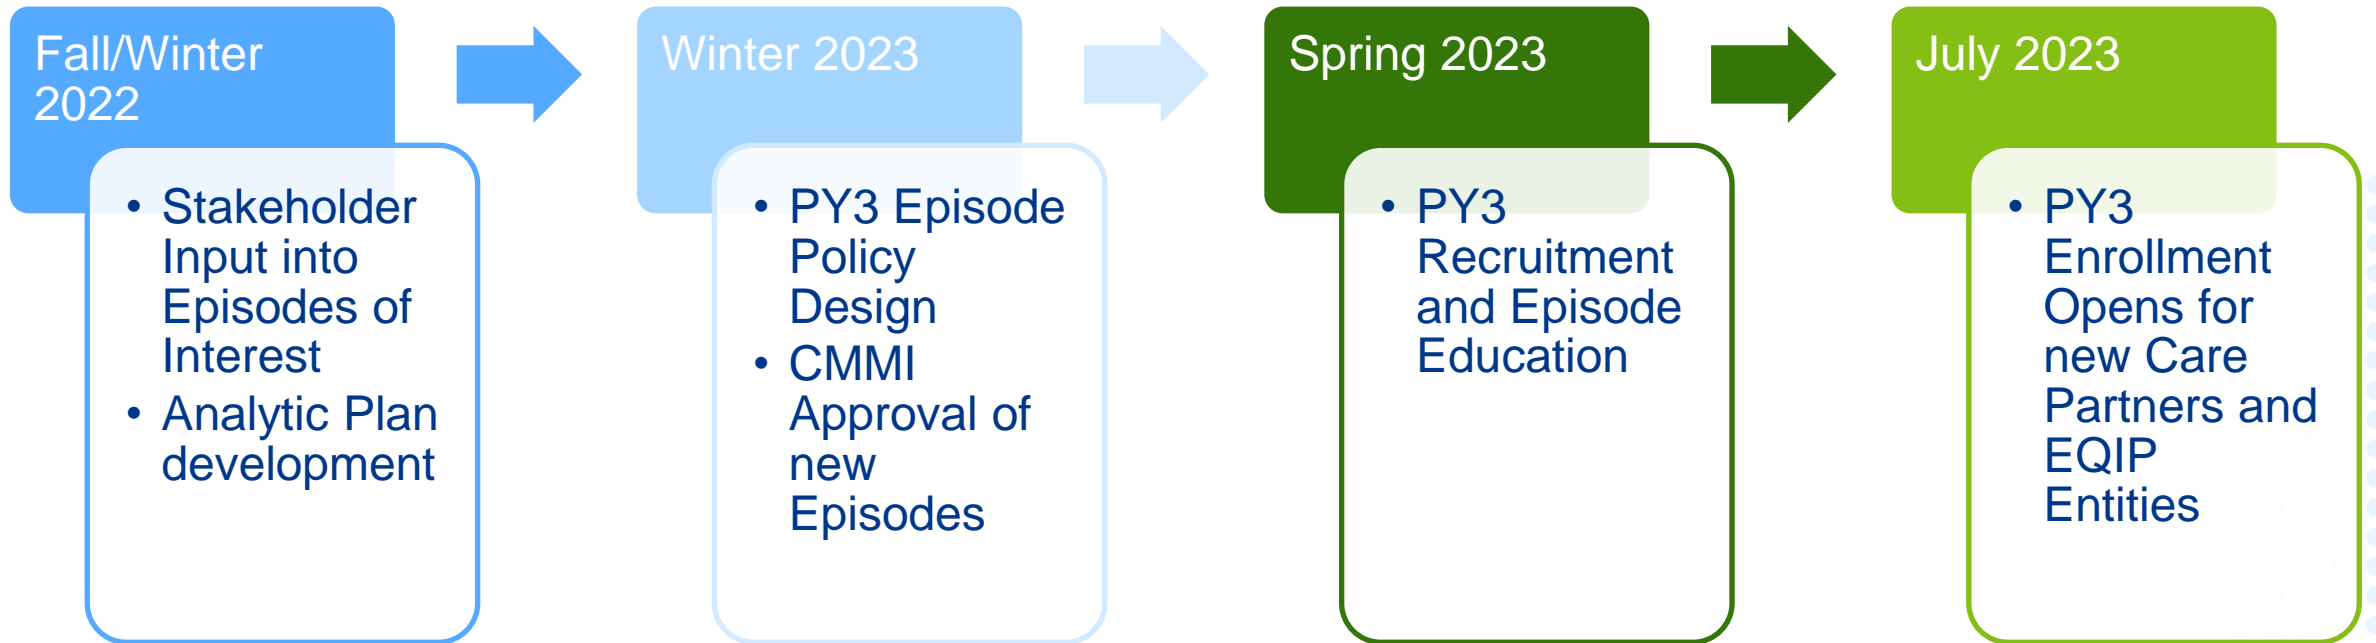 Fall/Winter
2022
• Stakeholder
Input into
Episodes of
Interest
• Analytic Plan
development
Winter 2023
• PY3 Episode
Policy
Design
• CMMI
Approval of
new
Episodes
Spring 2023
• PY3
Recruitment
and Episode
Education
July 2023
• PY3
Enrollment
Opens for
new Care
Partners and
EQIP
Entities